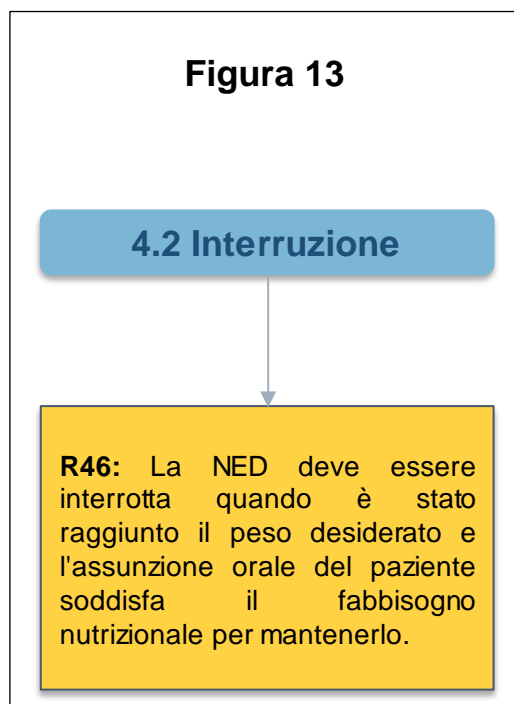 Figura 13
4.2 Interruzione
R46: La NED deve essere
interrotta quando è stato
raggiunto il peso desiderato e
l'assunzione orale del paziente
soddisfa il fabbisogno
nutrizionale per mantenerlo.